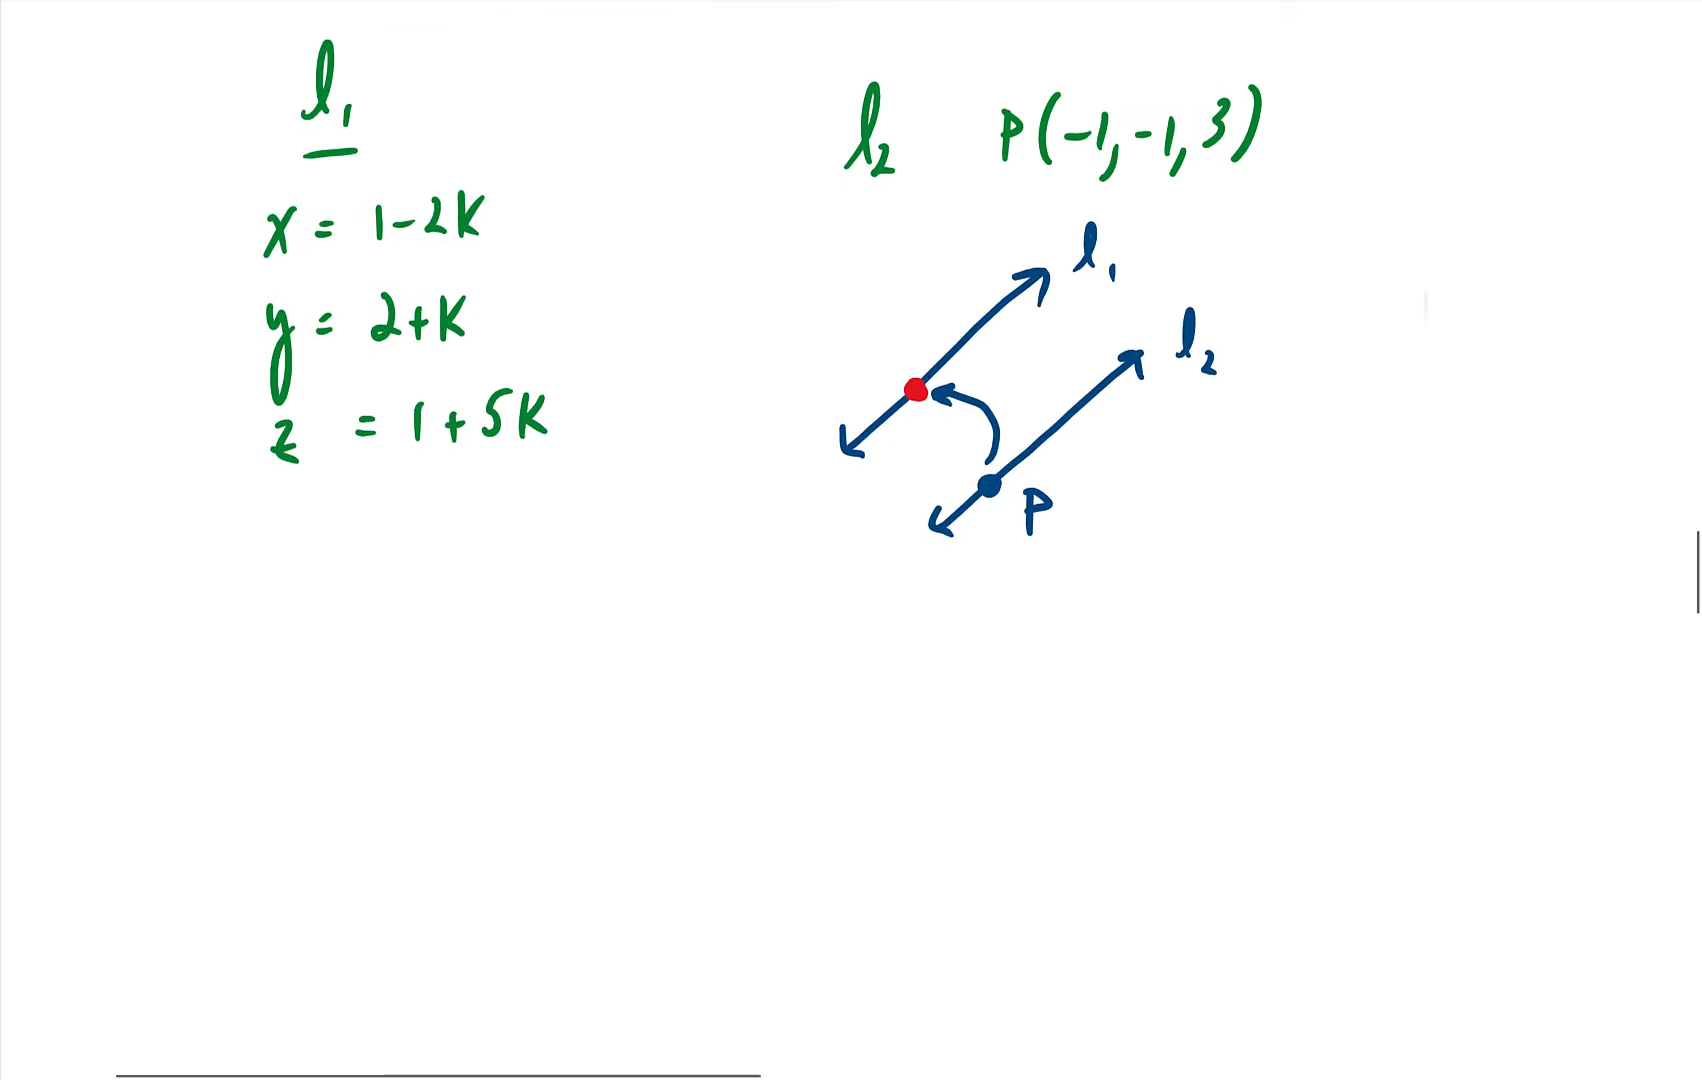 l₁
x = 1-2K
y = 2+K
z = 1+5K
l₂ P(-1,-1,3)
l₁
l₂
P